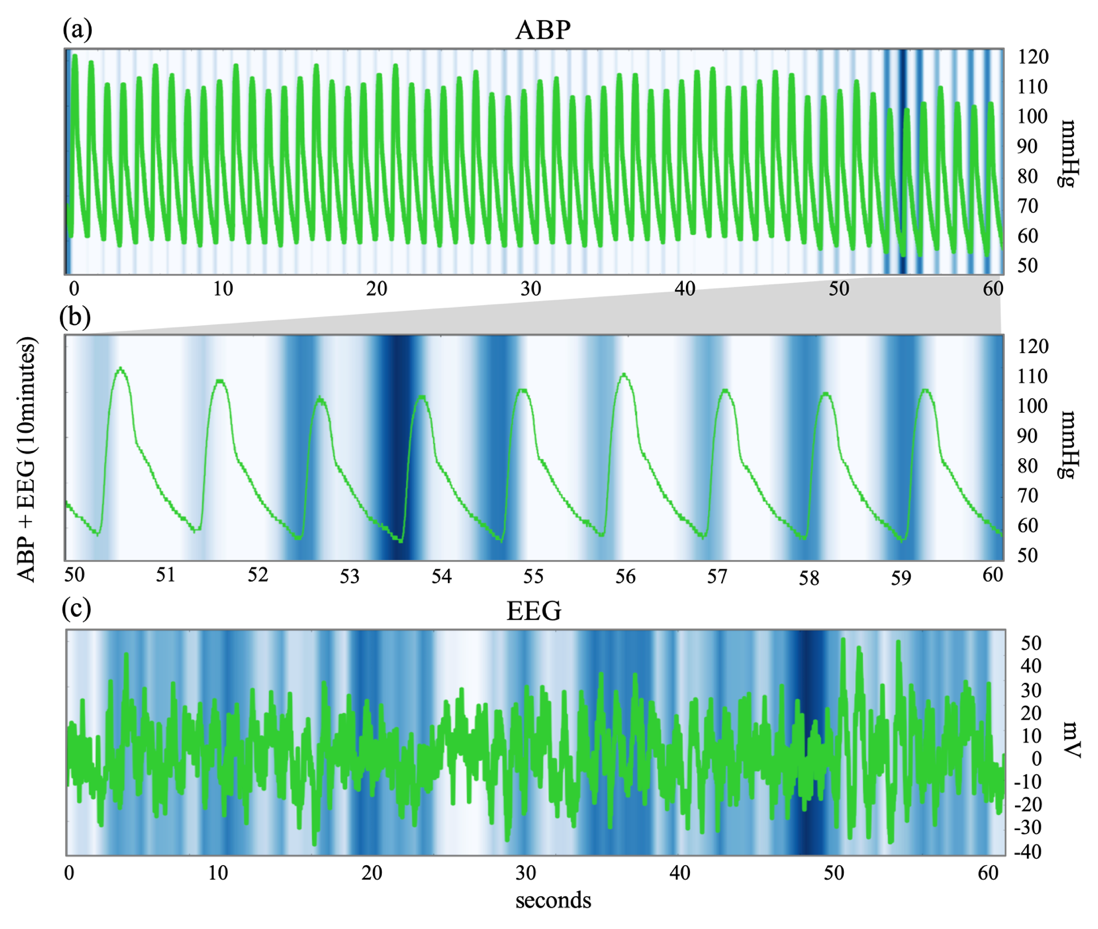 (a)
ABP
120
110
100
90
80
70
60
50
mmHg
0 10 20 30 40 50 60
(b)
120
110
100
90
80
70
60
50
mmHg
ABP + EEG (10minutes)
50 51 52 53 54 55 56 57 58 59 60
(c)
EEG
50
40
30
20
10
0
-10
-20
-30
-40
mV
0 10 20 30 40 50 60
seconds